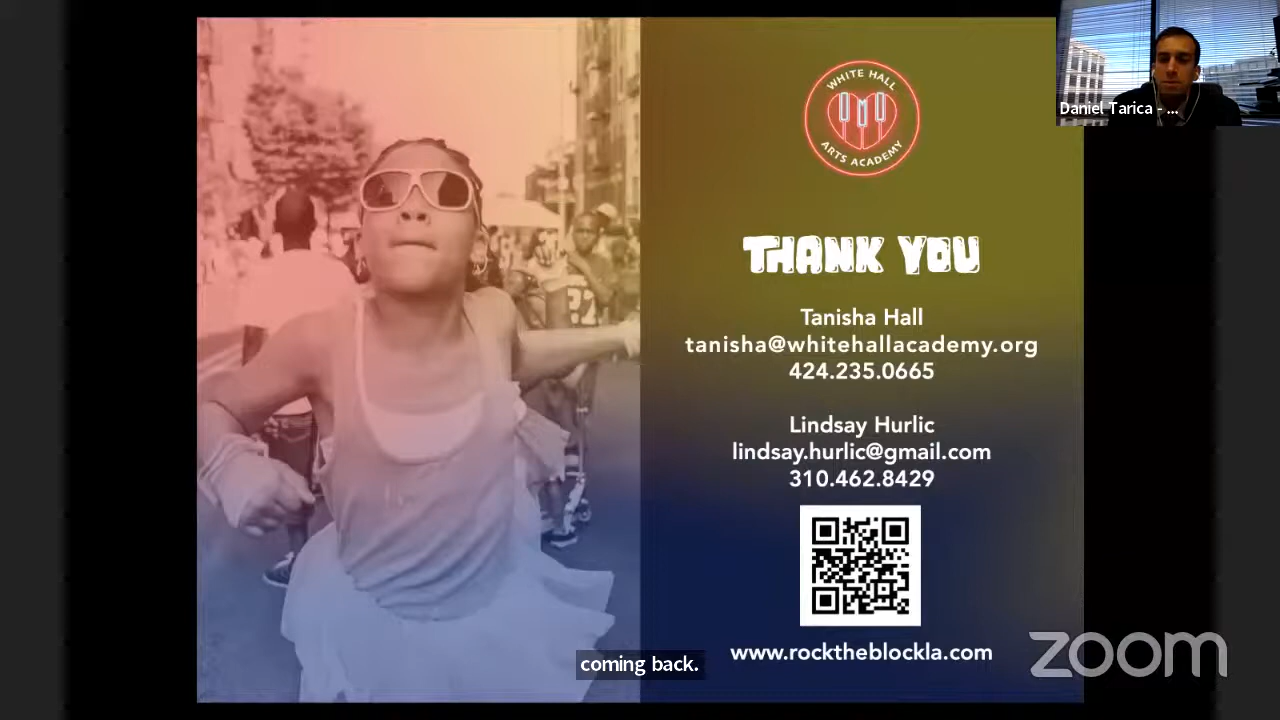 Daniel Tarica - ...
WHITE HALL
ARTS ACADEMY
THANK YOU
Tanisha Hall
tanisha@whitehallacademy.org
424.235.0665
Lindsay Hurlic
lindsay.hurlic@gmail.com
310.462.8429
www.rocktheblockla.com
coming back.
zoom